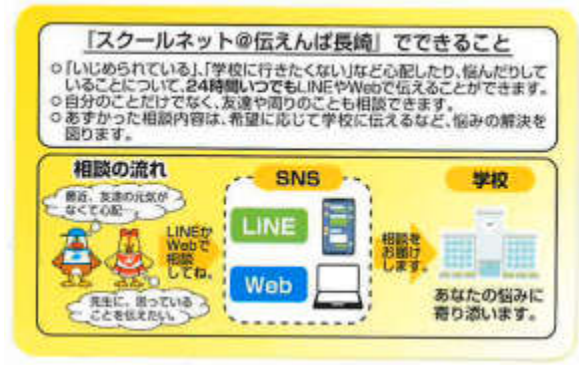 『スクールネット@伝えんば長崎』でできること
○「いじめられている」、「学校に行きたくない」など心配したり、悩んだりして
いることについて、24時間いつでもLINEやWebで伝えることができます。
○自分のことだけでなく、友達や周りのことも相談できます。
○あずかった相談内容は、希望に応じて学校に伝えるなど、悩みの解決を
図ります。
相談の流れ
最近、友達の元気が
なくて心配…。
先生に、思っている
ことを伝えたい。
LINEか
Webで
相談
してね。
SNS
LINE
Web
相談を
お届け
します。
学校
あなたの悩みに
寄り添います。